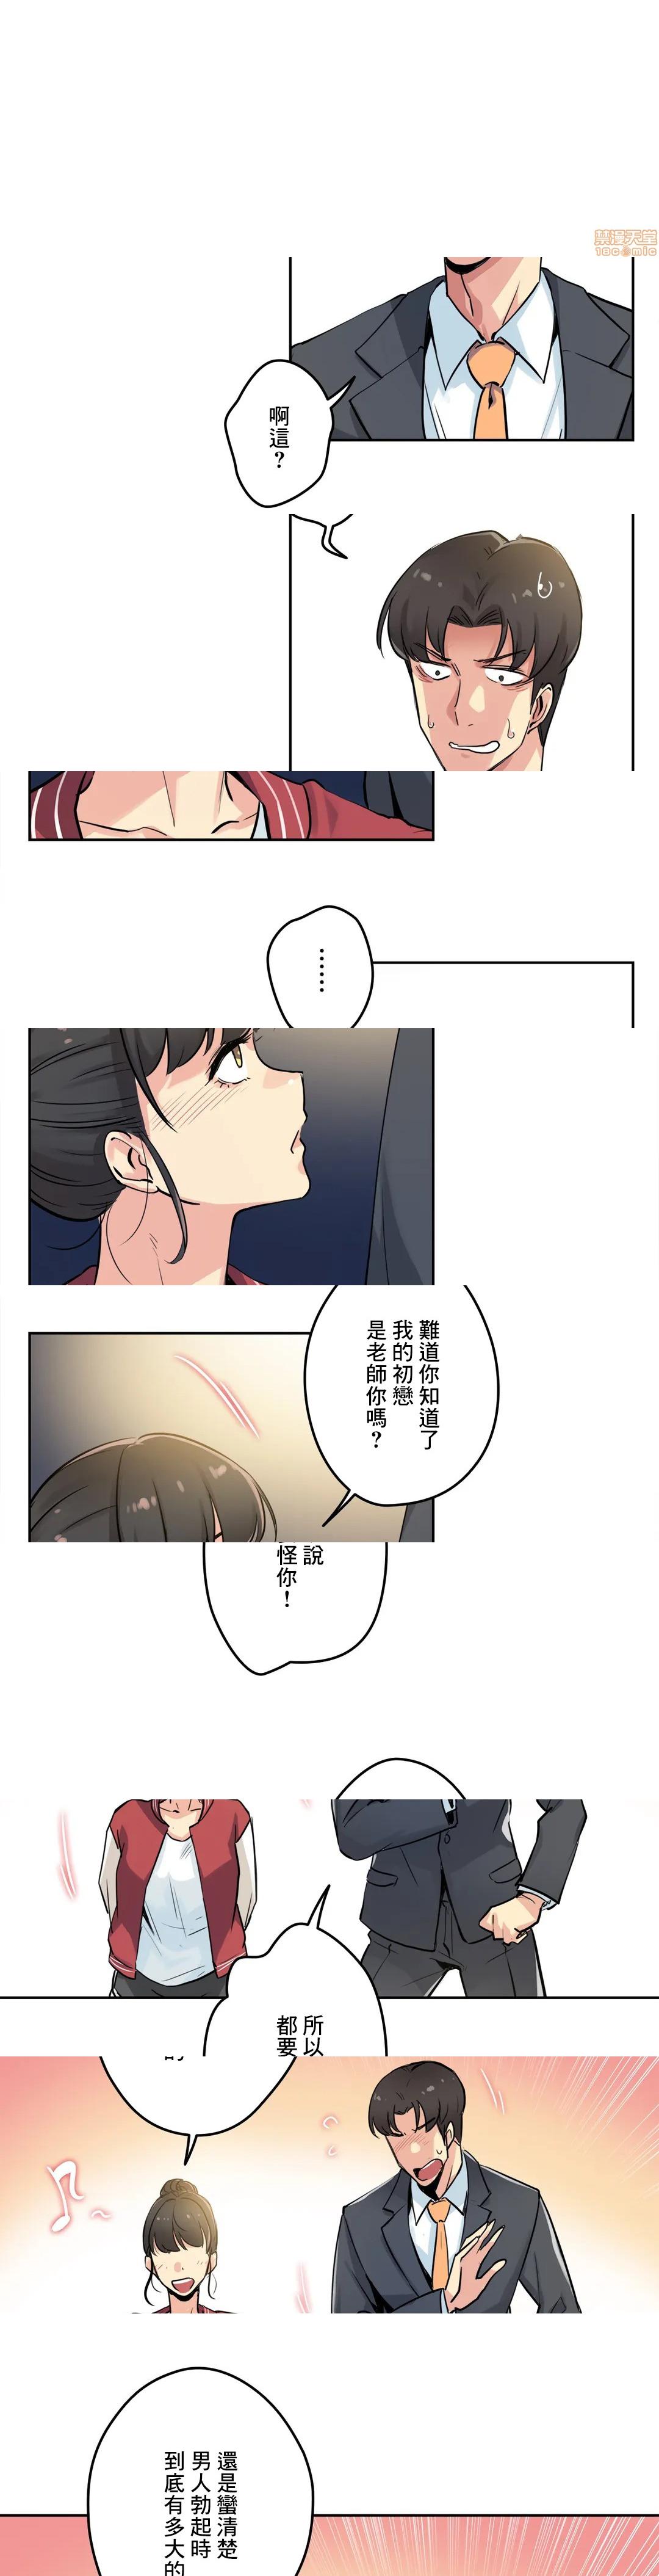 禁漫天堂
18comic
啊這?
……
難道你知道了
我的初戀
是老師你嗎?
說
怪你!
所以
都要
還是蠻清楚
男人勃起時
到底有多大的